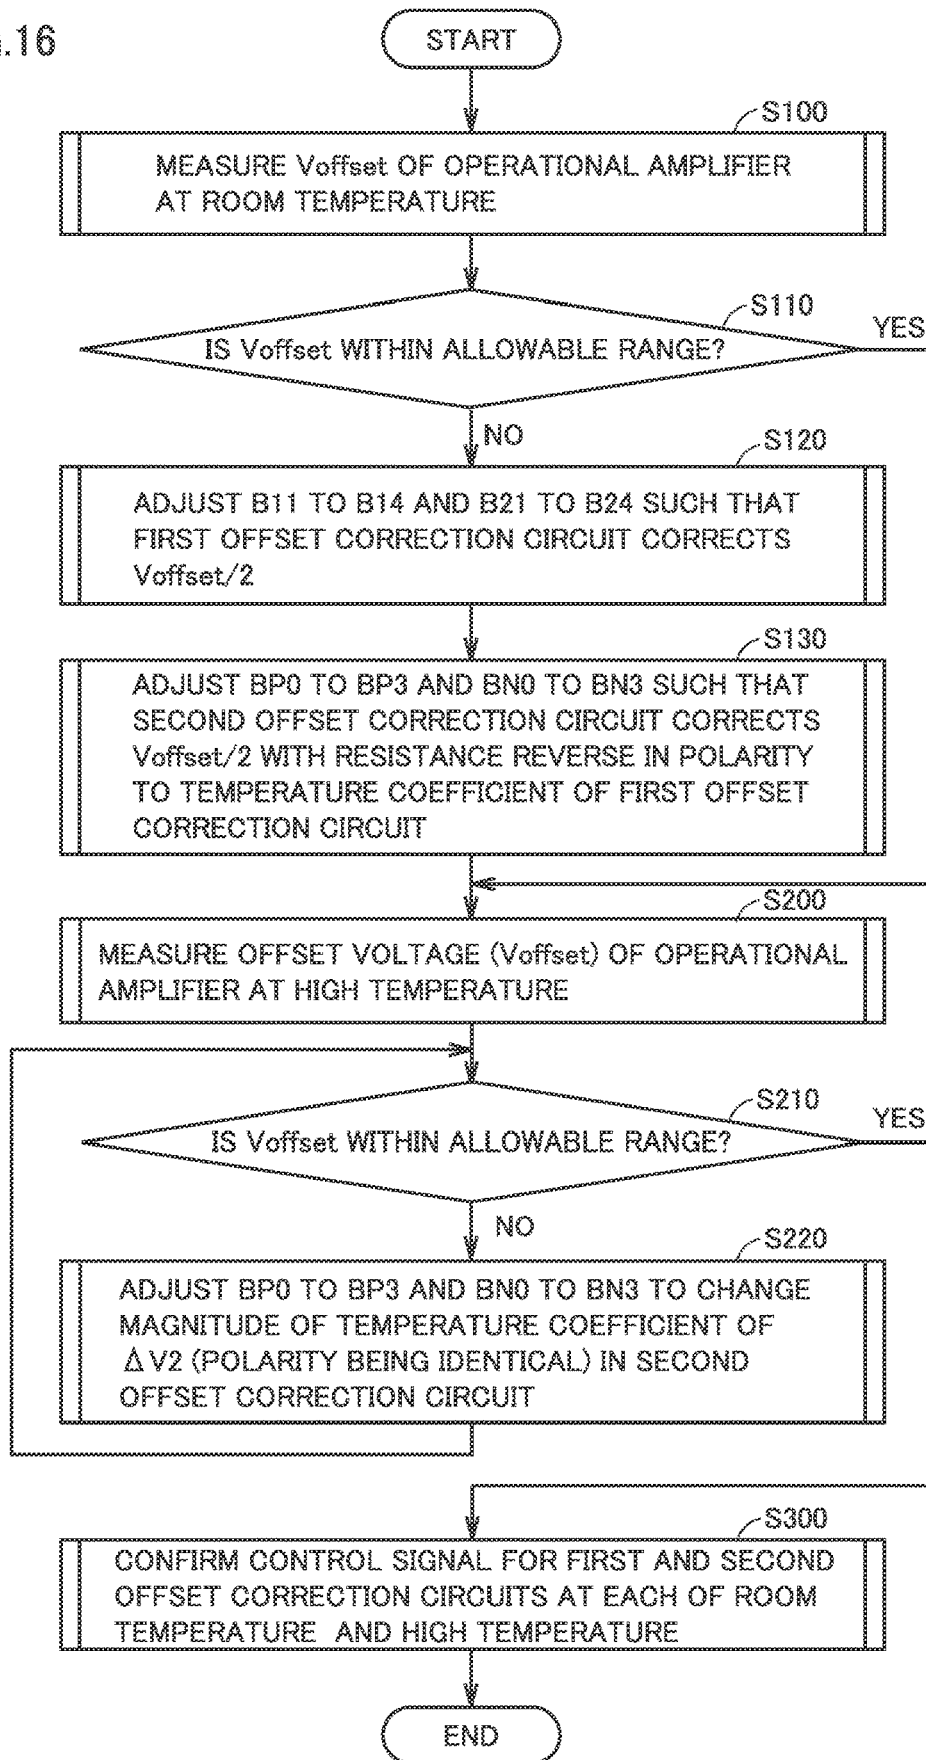 .16
START
S100
MEASURE Voffset OF OPERATIONAL AMPLIFIER
AT ROOM TEMPERATURE
S110
IS Voffset WITHIN ALLOWABLE RANGE?
YES
NO
S120
ADJUST B11 TO B14 AND B21 TO B24 SUCH THAT
FIRST OFFSET CORRECTION CIRCUIT CORRECTS
Voffset/2
S130
ADJUST BP0 TO BP3 AND BN0 TO BN3 SUCH THAT
SECOND OFFSET CORRECTION CIRCUIT CORRECTS
Voffset/2 WITH RESISTANCE REVERSE IN POLARITY
TO TEMPERATURE COEFFICIENT OF FIRST OFFSET
CORRECTION CIRCUIT
S200
MEASURE OFFSET VOLTAGE (Voffset) OF OPERATIONAL
AMPLIFIER AT HIGH TEMPERATURE
S210
IS Voffset WITHIN ALLOWABLE RANGE?
YES
NO
S220
ADJUST BP0 TO BP3 AND BN0 TO BN3 TO CHANGE
MAGNITUDE OF TEMPERATURE COEFFICIENT OF
ΔV2 (POLARITY BEING IDENTICAL) IN SECOND
OFFSET CORRECTION CIRCUIT
S300
CONFIRM CONTROL SIGNAL FOR FIRST AND SECOND
OFFSET CORRECTION CIRCUITS AT EACH OF ROOM
TEMPERATURE AND HIGH TEMPERATURE
END